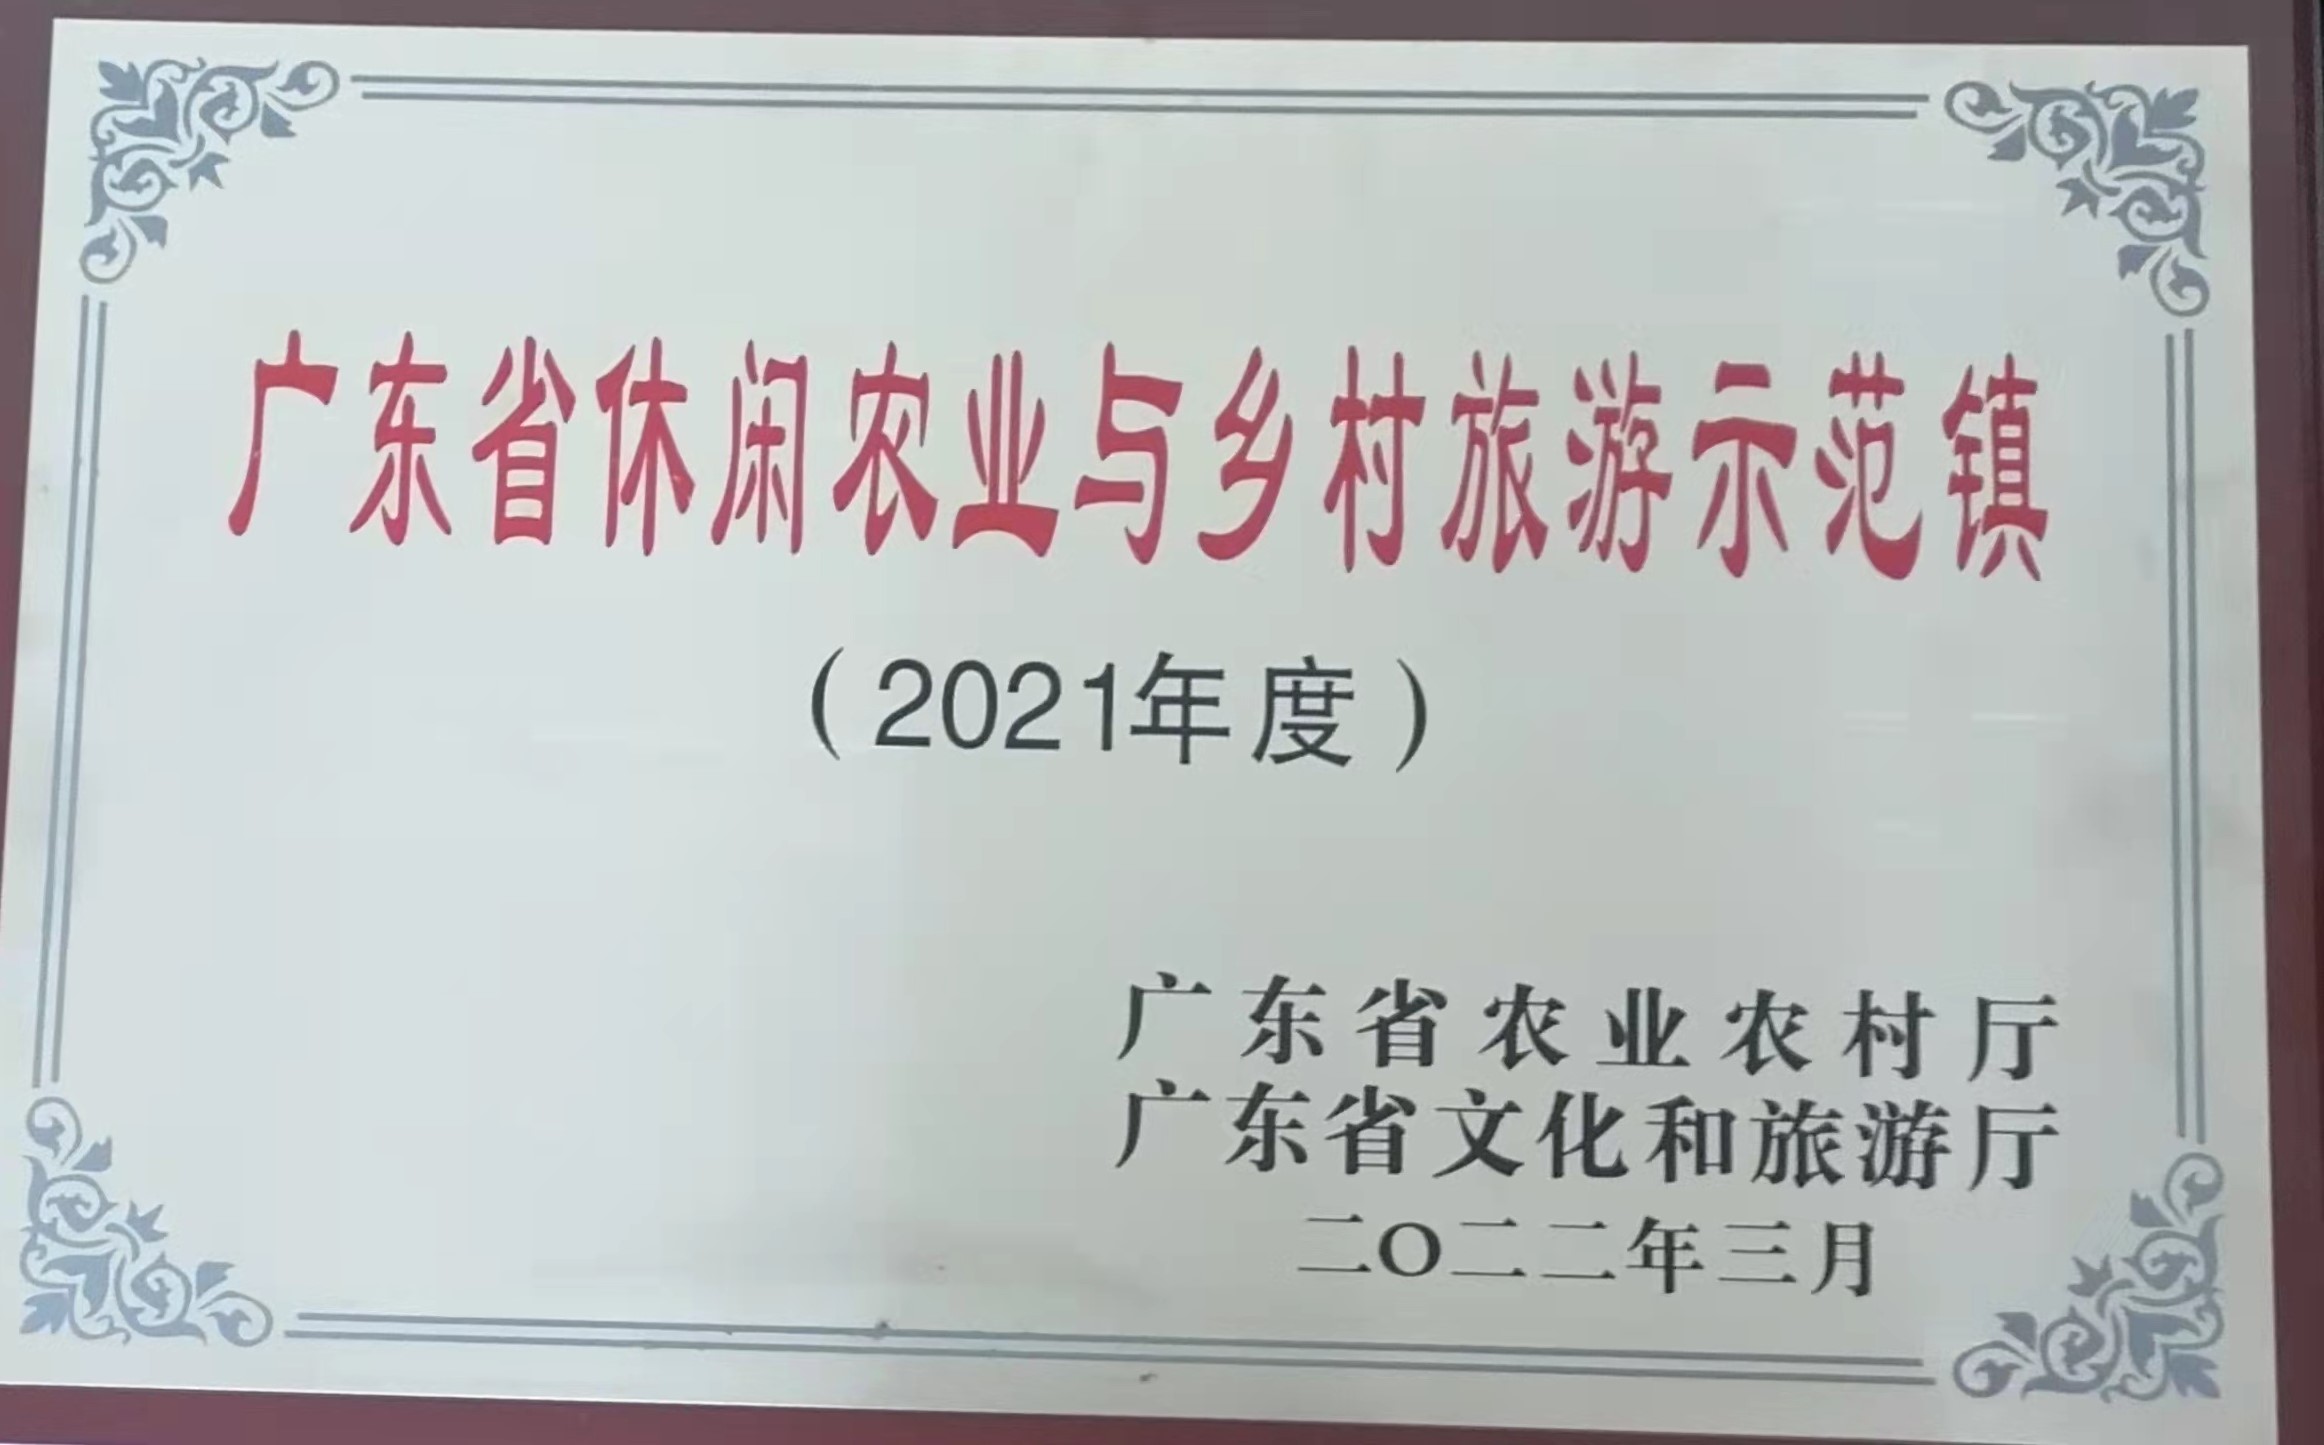 广东省休闲农业与乡村旅游示范镇
（2021年度）
广东省农业农村厅
广东省文化和旅游厅
二〇二二年三月